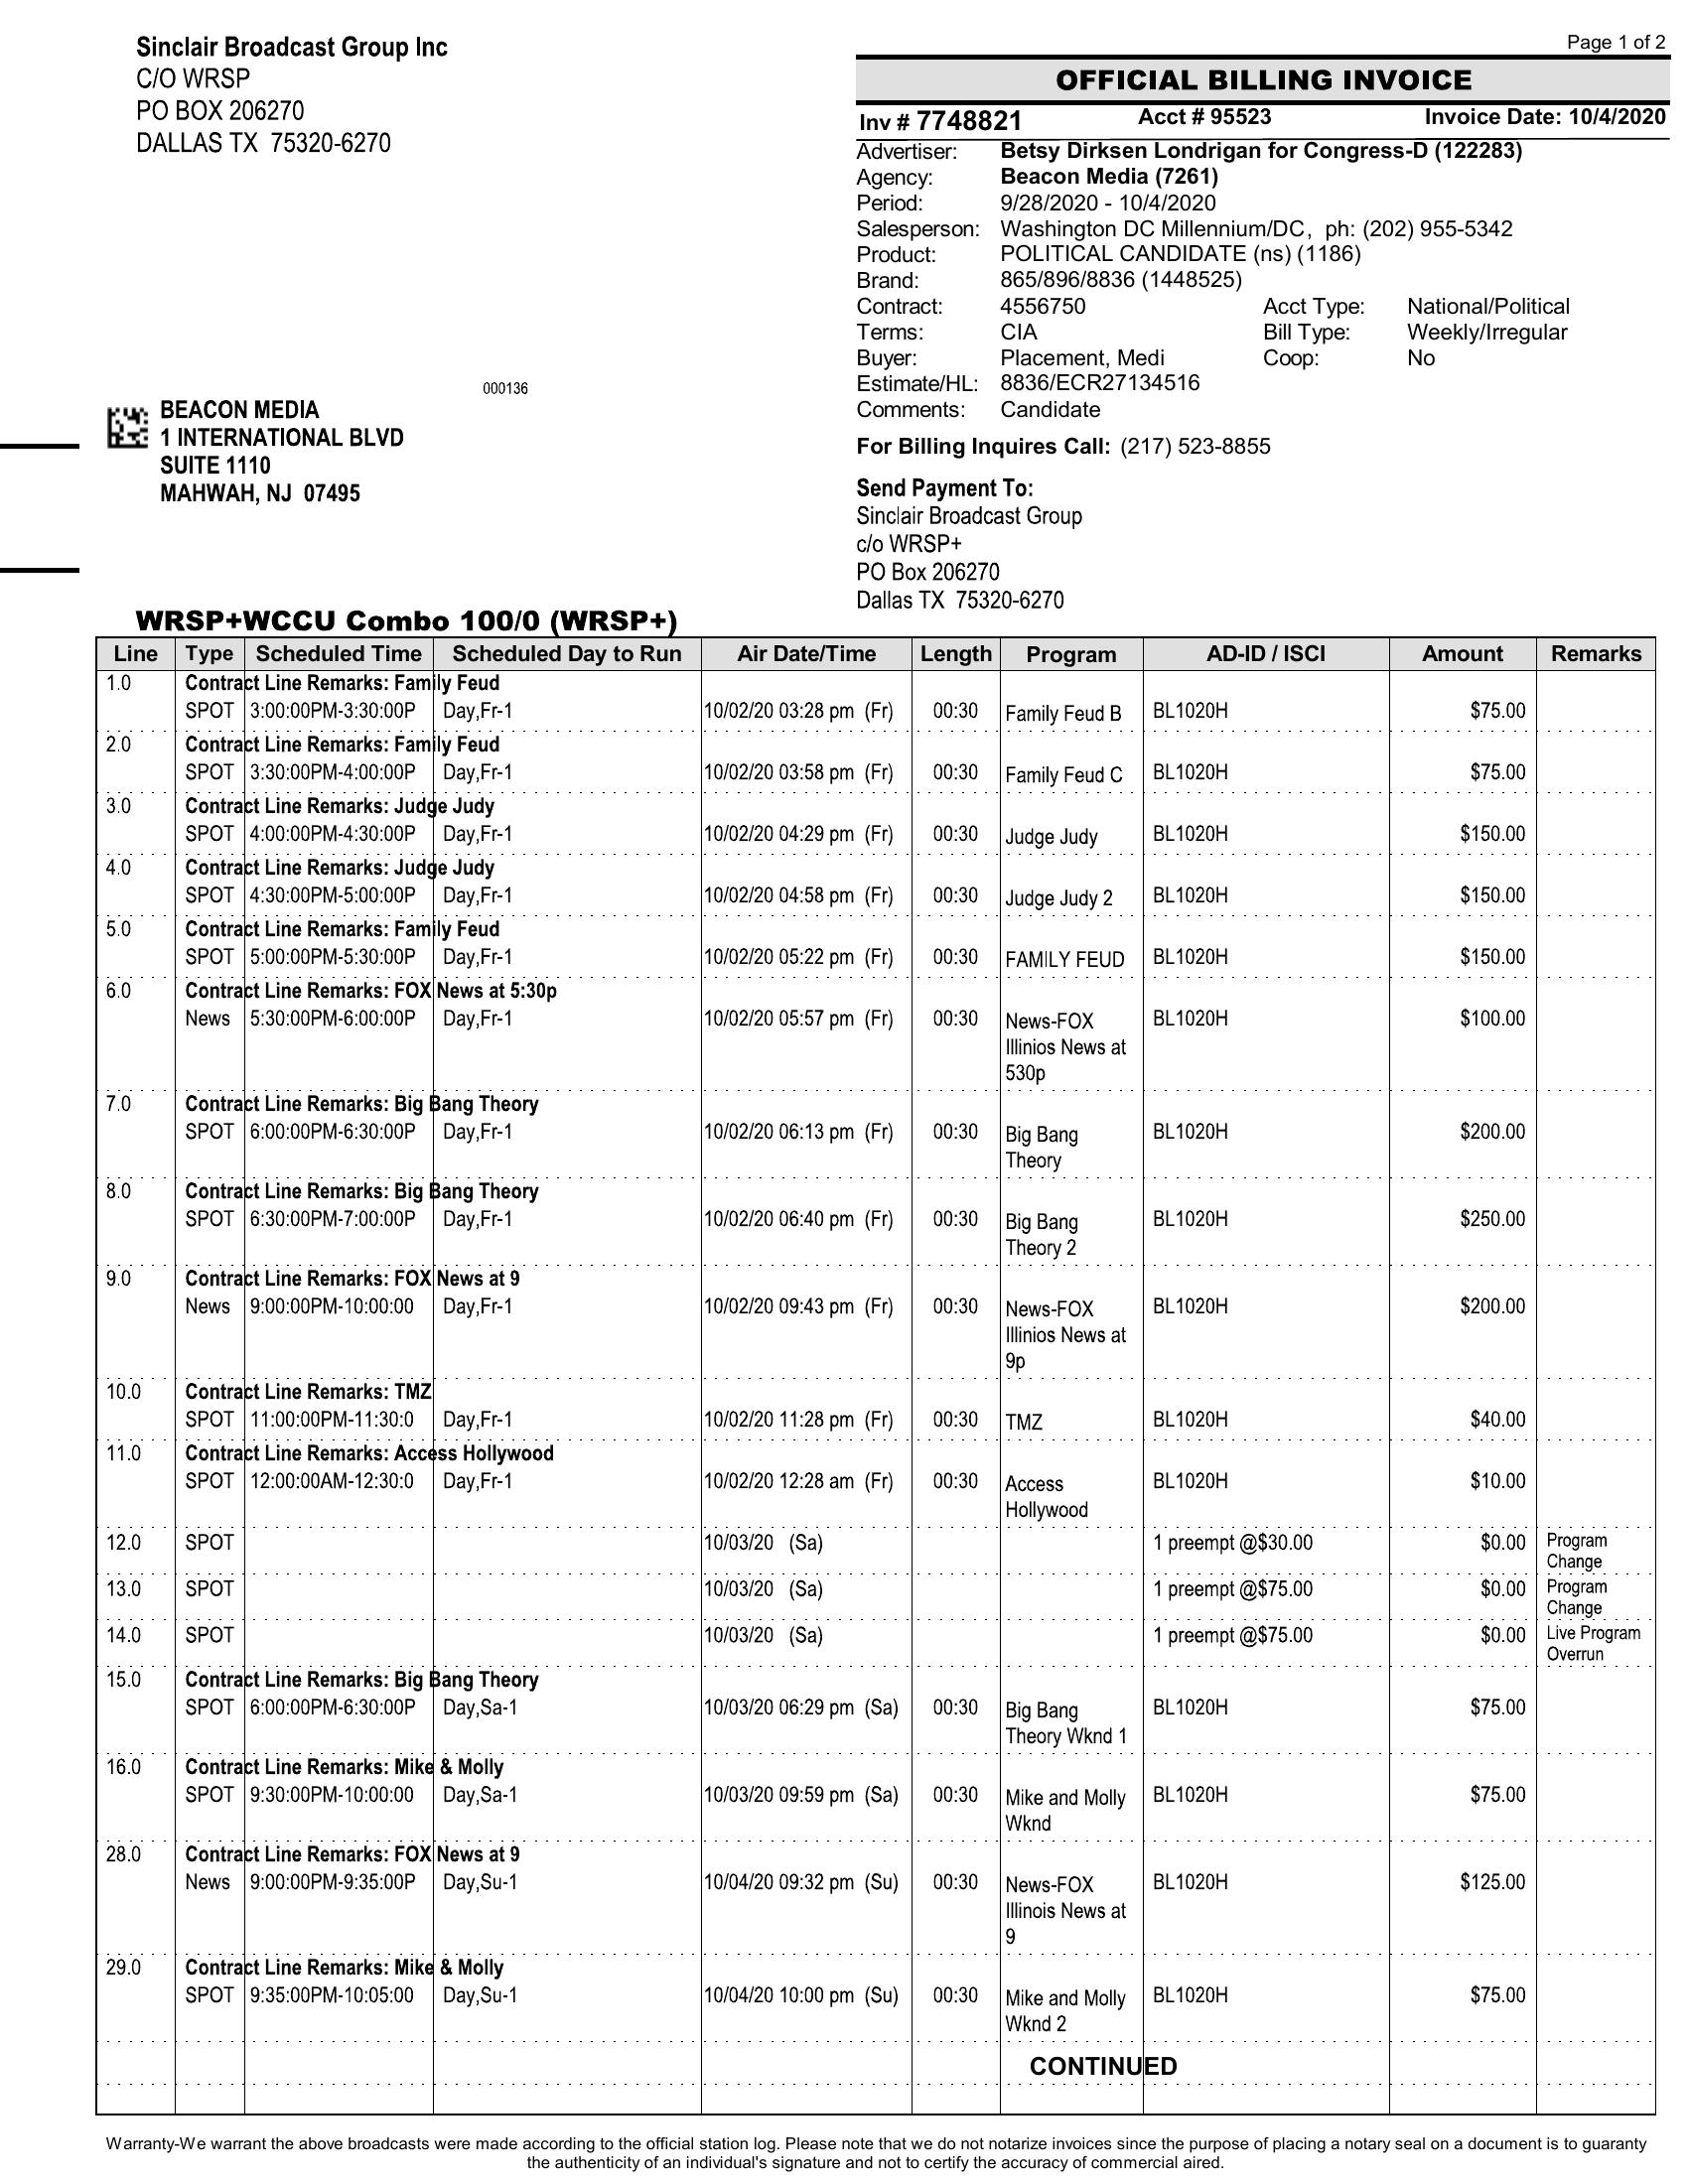 Sinclair Broadcast Group Inc
C/O WRSP
PO BOX 206270
DALLAS TX  75320-6270
Page 1 of 2
OFFICIAL BILLING INVOICE
Inv # 7748821 Acct # 95523 Invoice Date: 10/4/2020
Advertiser: Betsy Dirksen Londrigan for Congress-D (122283)
Agency: Beacon Media (7261)
Period: 9/28/2020 - 10/4/2020
Salesperson: Washington DC Millennium/DC,  ph: (202) 955-5342
Product: POLITICAL CANDIDATE (ns) (1186)
Brand: 865/896/8836 (1448525)
Contract: 4556750 Acct Type: National/Political
Terms: CIA Bill Type: Weekly/Irregular
Buyer: Placement, Medi Coop: No
Estimate/HL: 8836/ECR27134516
Comments: Candidate
For Billing Inquires Call: (217) 523-8855
000136
BEACON MEDIA
1 INTERNATIONAL BLVD
SUITE 1110
MAHWAH, NJ  07495
Send Payment To:
Sinclair Broadcast Group
c/o WRSP+
PO Box 206270
Dallas TX  75320-6270
WRSP+WCCU Combo 100/0 (WRSP+)
Line Type Scheduled Time Scheduled Day to Run Air Date/Time Length Program AD-ID / ISCI Amount Remarks
1.0 Contract Line Remarks: Family Feud
SPOT 3:00:00PM-3:30:00P Day,Fr-1 10/02/20 03:28 pm (Fr) 00:30 Family Feud B BL1020H $75.00
2.0 Contract Line Remarks: Family Feud
SPOT 3:30:00PM-4:00:00P Day,Fr-1 10/02/20 03:58 pm (Fr) 00:30 Family Feud C BL1020H $75.00
3.0 Contract Line Remarks: Judge Judy
SPOT 4:00:00PM-4:30:00P Day,Fr-1 10/02/20 04:29 pm (Fr) 00:30 Judge Judy BL1020H $150.00
4.0 Contract Line Remarks: Judge Judy
SPOT 4:30:00PM-5:00:00P Day,Fr-1 10/02/20 04:58 pm (Fr) 00:30 Judge Judy 2 BL1020H $150.00
5.0 Contract Line Remarks: Family Feud
SPOT 5:00:00PM-5:30:00P Day,Fr-1 10/02/20 05:22 pm (Fr) 00:30 FAMILY FEUD BL1020H $150.00
6.0 Contract Line Remarks: FOX News at 5:30p
News 5:30:00PM-6:00:00P Day,Fr-1 10/02/20 05:57 pm (Fr) 00:30 News-FOX BL1020H $100.00
Illinios News at
530p
7.0 Contract Line Remarks: Big Bang Theory
SPOT 6:00:00PM-6:30:00P Day,Fr-1 10/02/20 06:13 pm (Fr) 00:30 Big Bang BL1020H $200.00
Theory
8.0 Contract Line Remarks: Big Bang Theory
SPOT 6:30:00PM-7:00:00P Day,Fr-1 10/02/20 06:40 pm (Fr) 00:30 Big Bang BL1020H $250.00
Theory 2
9.0 Contract Line Remarks: FOX News at 9
News 9:00:00PM-10:00:00 Day,Fr-1 10/02/20 09:43 pm (Fr) 00:30 News-FOX BL1020H $200.00
Illinios News at
9p
10.0 Contract Line Remarks: TMZ
SPOT 11:00:00PM-11:30:0 Day,Fr-1 10/02/20 11:28 pm (Fr) 00:30 TMZ BL1020H $40.00
11.0 Contract Line Remarks: Access Hollywood
SPOT 12:00:00AM-12:30:0 Day,Fr-1 10/02/20 12:28 am (Fr) 00:30 Access BL1020H $10.00
Hollywood
12.0 SPOT 10/03/20 (Sa) 1 preempt @$30.00 $0.00 Program
Change
13.0 SPOT 10/03/20 (Sa) 1 preempt @$75.00 $0.00 Program
Change
14.0 SPOT 10/03/20 (Sa) 1 preempt @$75.00 $0.00 Live Program
Overrun
15.0 Contract Line Remarks: Big Bang Theory
SPOT 6:00:00PM-6:30:00P Day,Sa-1 10/03/20 06:29 pm (Sa) 00:30 Big Bang BL1020H $75.00
Theory Wknd 1
16.0 Contract Line Remarks: Mike & Molly
SPOT 9:30:00PM-10:00:00 Day,Sa-1 10/03/20 09:59 pm (Sa) 00:30 Mike and Molly BL1020H $75.00
Wknd
28.0 Contract Line Remarks: FOX News at 9
News 9:00:00PM-9:35:00P Day,Su-1 10/04/20 09:32 pm (Su) 00:30 News-FOX BL1020H $125.00
Illinois News at
9
29.0 Contract Line Remarks: Mike & Molly
SPOT 9:35:00PM-10:05:00 Day,Su-1 10/04/20 10:00 pm (Su) 00:30 Mike and Molly BL1020H $75.00
Wknd 2
CONTINUED
Warranty-We warrant the above broadcasts were made according to the official station log. Please note that we do not notarize invoices since the purpose of placing a notary seal on a document is to guaranty
the authenticity of an individual's signature and not to certify the accuracy of commercial aired.